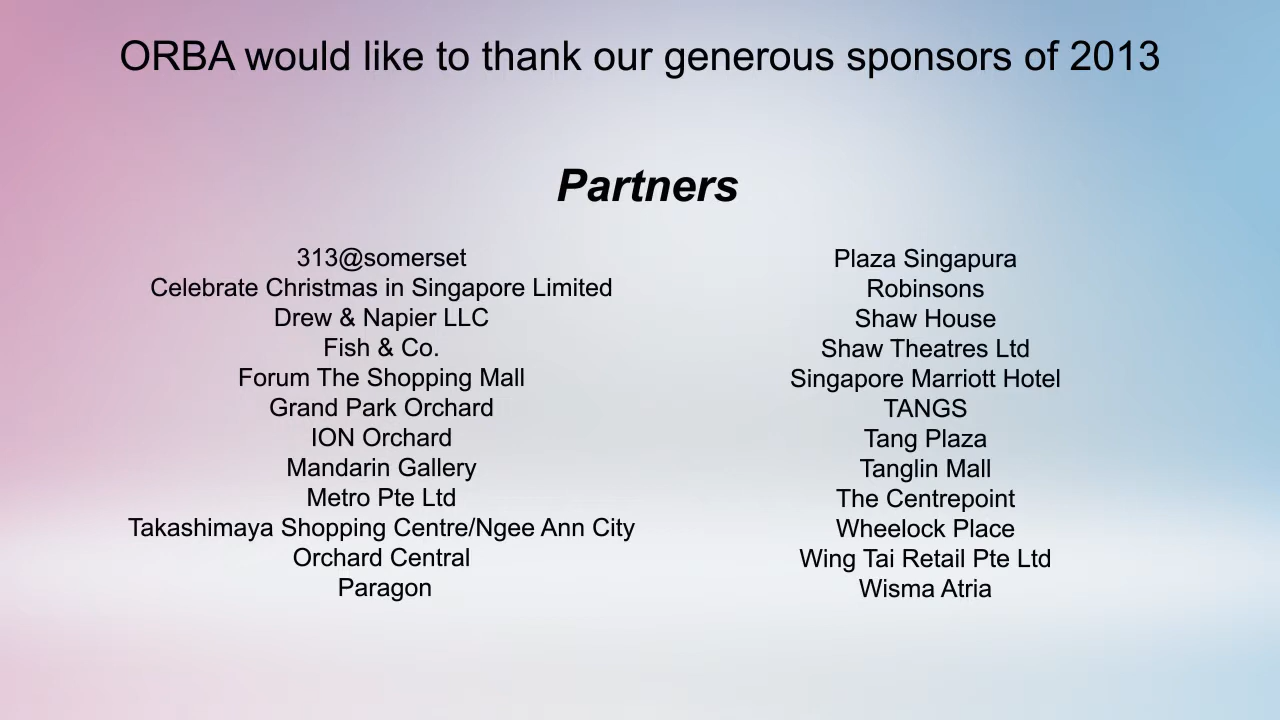 ORBA would like to thank our generous sponsors of 2013
Partners
313@somerset
Celebrate Christmas in Singapore Limited
Drew & Napier LLC
Fish & Co.
Forum The Shopping Mall
Grand Park Orchard
ION Orchard
Mandarin Gallery
Metro Pte Ltd
Takashimaya Shopping Centre/Ngee Ann City
Orchard Central
Paragon
Plaza Singapura
Robinsons
Shaw House
Shaw Theatres Ltd
Singapore Marriott Hotel
TANGS
Tang Plaza
Tanglin Mall
The Centrepoint
Wheelock Place
Wing Tai Retail Pte Ltd
Wisma Atria